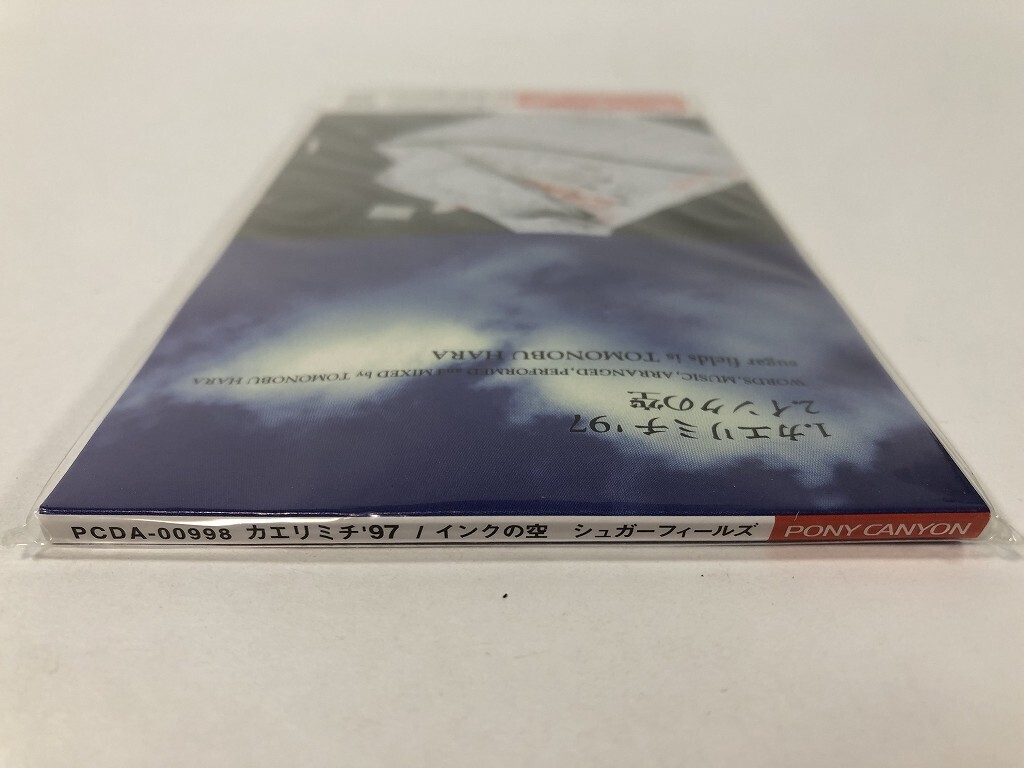 1.カエリミチ'97
2.インクの空
WORDS,MUSIC,ARRANGED,PERFORMED and MIXED by TOMONOBU HARA
sugar fields is TOMONOBU HARA
PCDA-00998 カエリミチ'97 / インクの空 シュガーフィールズ PONY CANYON